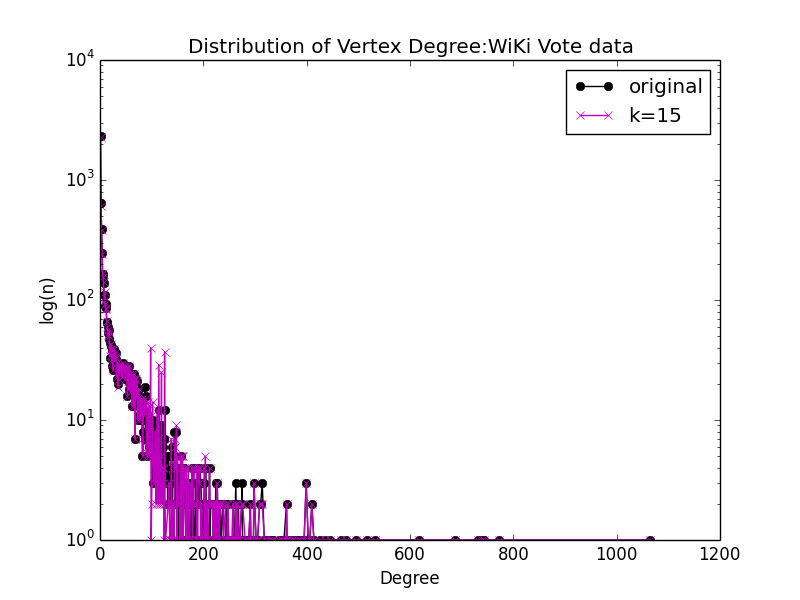 Distribution of Vertex Degree:WiKi Vote data
original
k=15
log(n)
10^4
10^3
10^2
10^1
10^0
0 200 400 600 800 1000 1200
Degree